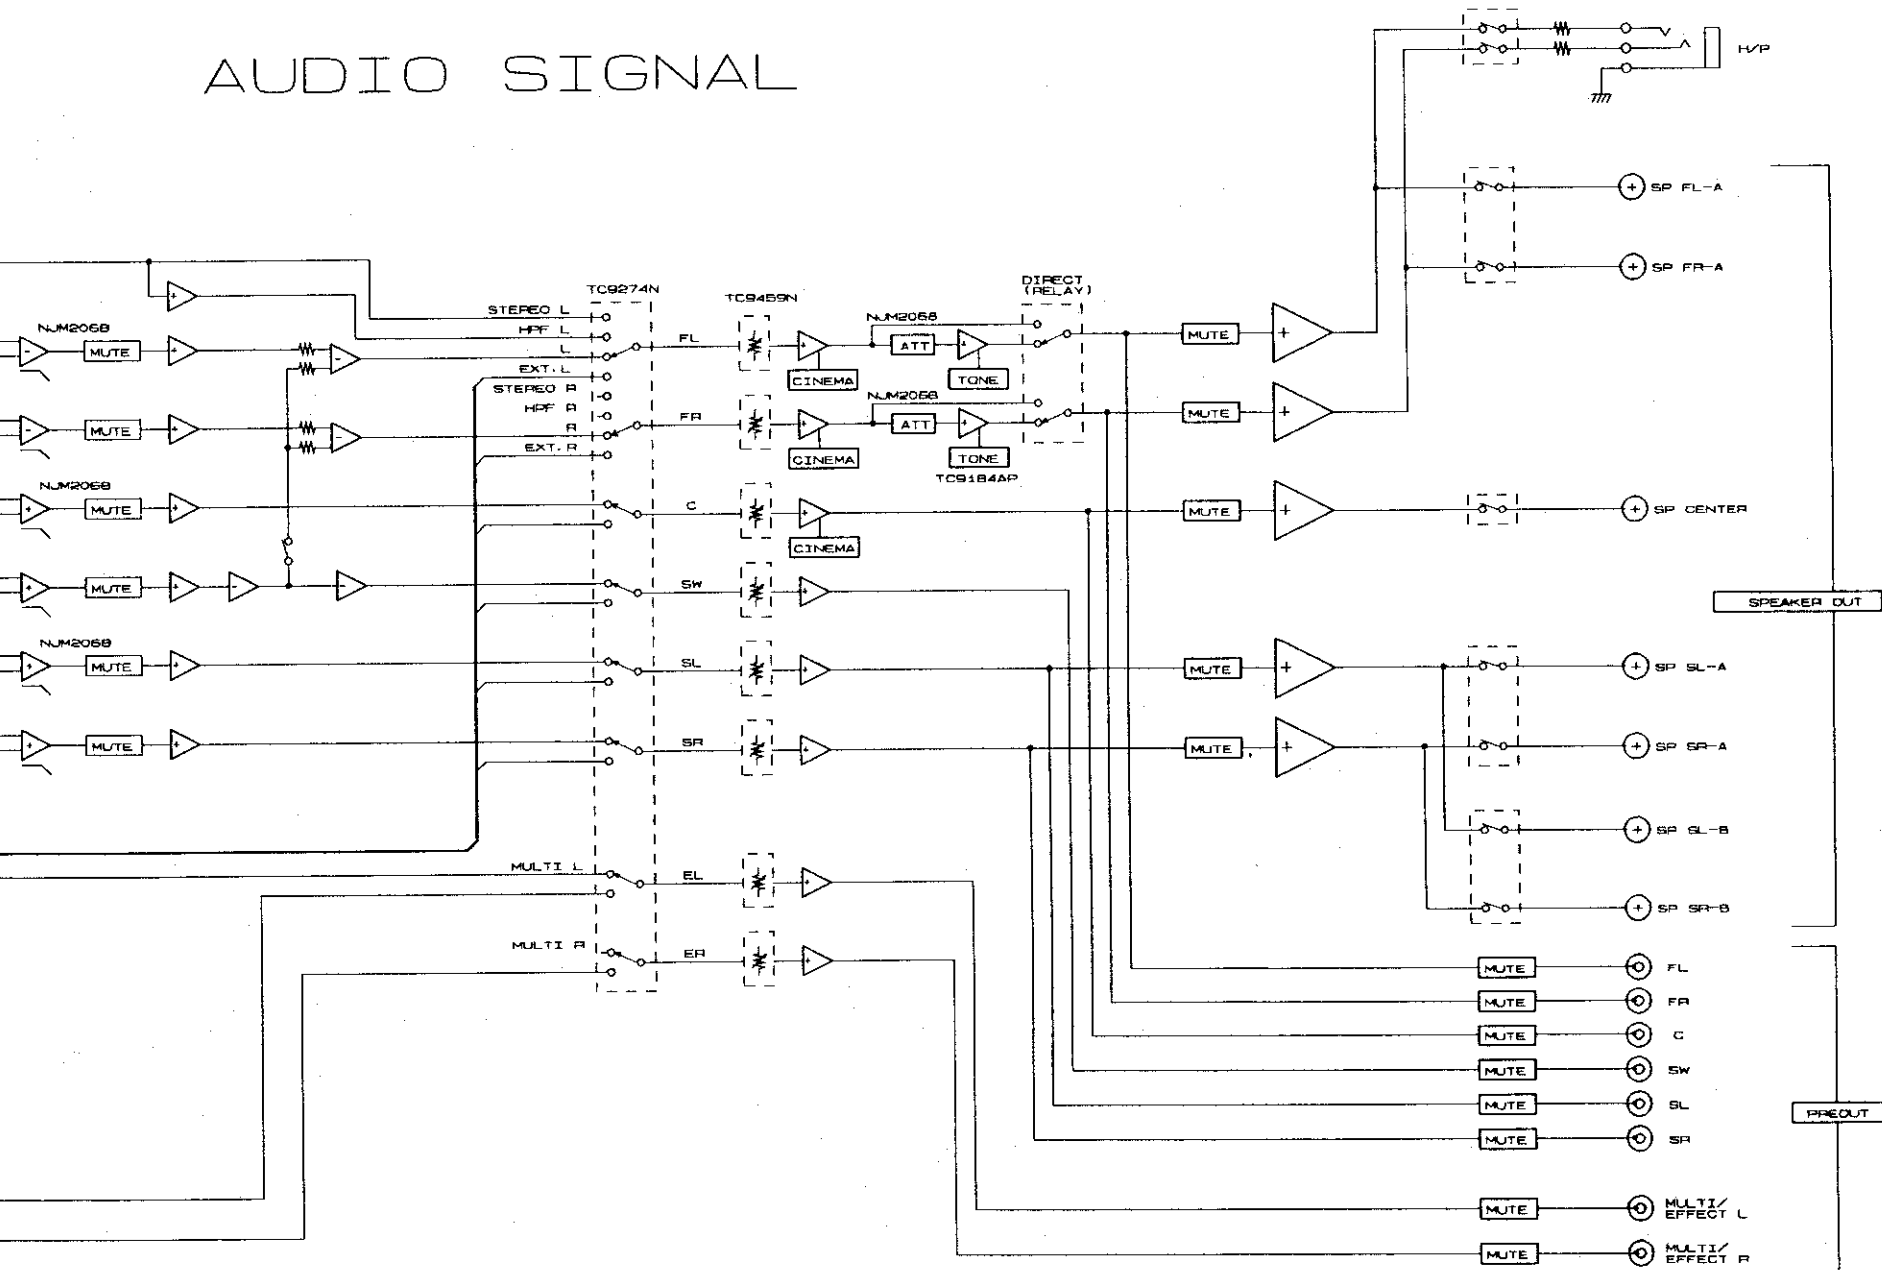 AUDIO SIGNAL
H/P
SP FL-A
SP FR-A
TC9274N
TC9459N
DIRECT
(RELAY)
STEREO L
HPF L
L
EXT. L
STEREO R
HPF R
R
EXT. R
NJM2068
MUTE
FL
CINEMA
NJM2068
ATT
TONE
MUTE
MUTE
FR
CINEMA
NJM2068
ATT
TONE
TC9184AP
MUTE
NJM2068
MUTE
C
CINEMA
MUTE
SP CENTER
MUTE
SW
SPEAKER OUT
NJM2068
MUTE
SL
MUTE
SP SL-A
MUTE
SR
MUTE
SP SR-A
SP SL-B
MULTI L
EL
SP SR-B
MULTI R
ER
MUTE
FL
MUTE
FR
MUTE
C
MUTE
SW
MUTE
SL
PREOUT
MUTE
SR
MUTE
MULTI/
EFFECT L
MUTE
MULTI/
EFFECT R